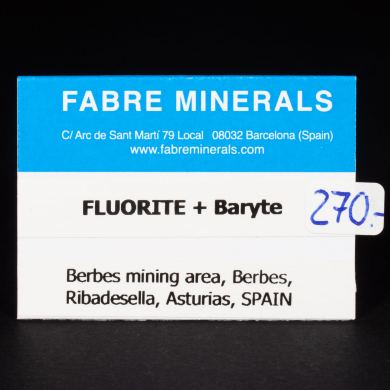 FABRE MINERALS
C/ Arc de Sant Martí 79 Local 08032 Barcelona (Spain)
www.fabreminerals.com
FLUORITE + Baryte
270.-
Berbes mining area, Berbes,
Ribadesella, Asturias, SPAIN